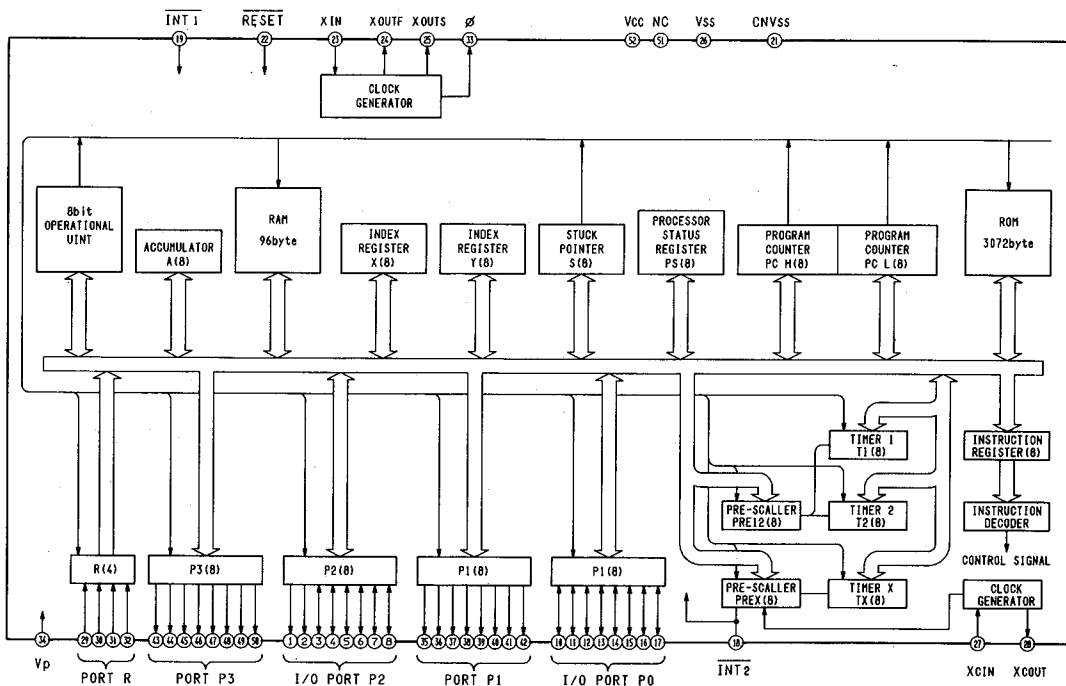 INT 1 RESET XIN XOUTF XOUTS Ø Vcc NC Vss CNVss
19 22 23 24 25 33 52 51 26 21
CLOCK
GENERATOR
8bit
OPERATIONAL
UINT
ACCUMULATOR
A(8)
RAM
96byte
INDEX
REGISTER
X(8)
INDEX
REGISTER
Y(8)
STUCK
POINTER
S(8)
PROCESSOR
STATUS
REGISTER
PS(8)
PROGRAM
COUNTER
PC H(8)
PROGRAM
COUNTER
PC L(8)
ROM
3072byte
TIMER 1
T1(8)
INSTRUCTION
REGISTER(8)
PRE-SCALLER
PRE12(8)
TIMER 2
T2(8)
INSTRUCTION
DECODER
CONTROL SIGNAL
R(4)
P3(8)
P2(8)
P1(8)
P1(8)
PRE-SCALLER
PREX(8)
TIMER X
TX(8)
CLOCK
GENERATOR
34 29 30 31 32 43 44 45 46 47 48 49 50 1 2 3 4 5 6 7 8 35 36 37 38 39 40 41 42 10 11 12 13 14 15 16 17 18 27 28
Vp
PORT R
PORT P3
I/O PORT P2
PORT P1
I/O PORT P0
INT2
XCIN
XCOUT